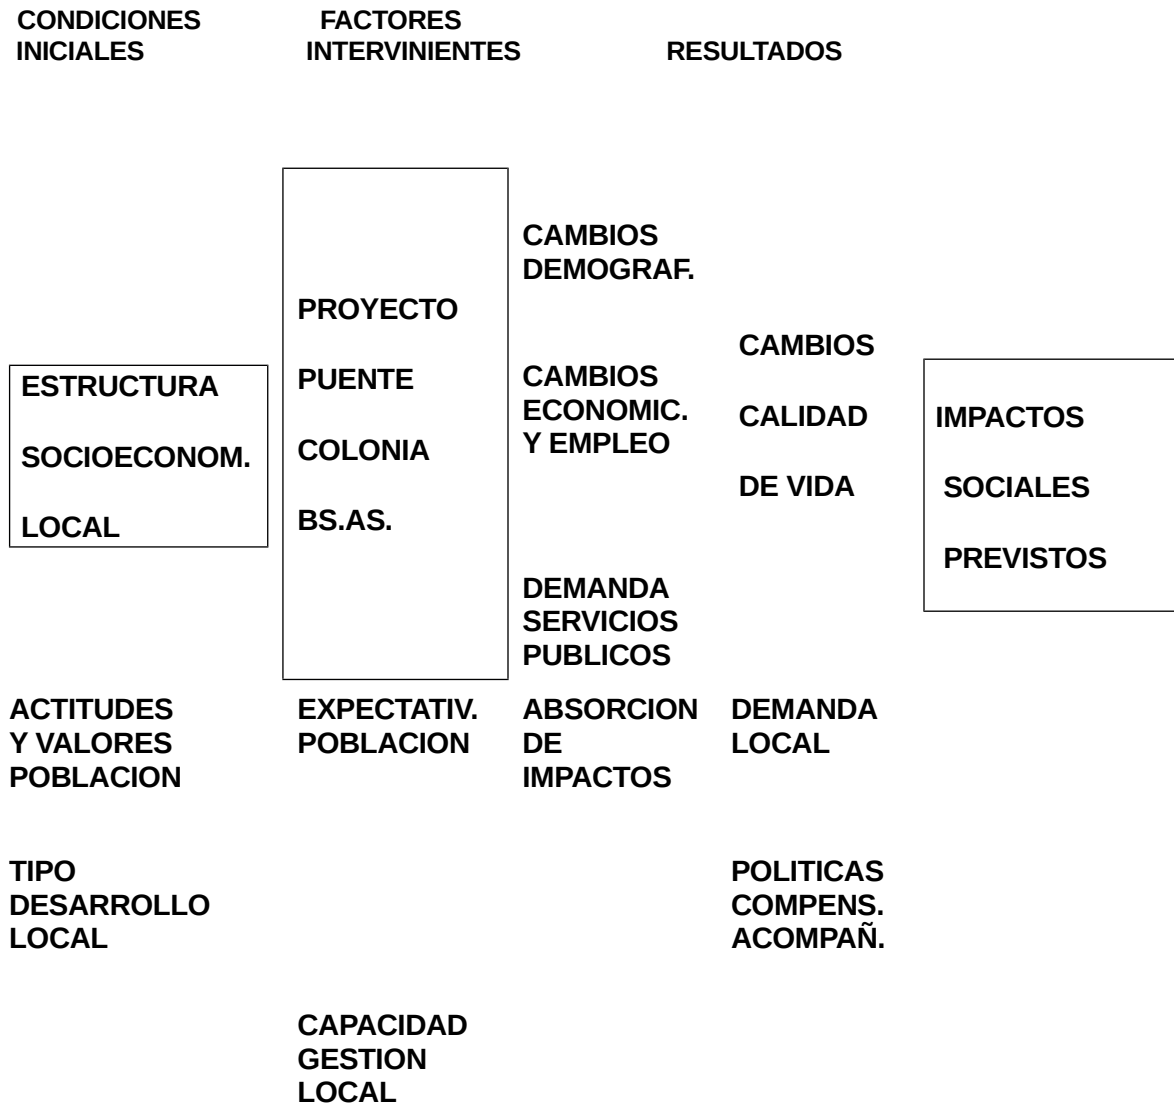 CONDICIONES
INICIALES
FACTORES
INTERVINIENTES
RESULTADOS
ESTRUCTURA
SOCIOECONOM.
LOCAL
PROYECTO
PUENTE
COLONIA
BS.AS.
CAMBIOS
DEMOGRAF.
CAMBIOS
ECONOMIC.
Y EMPLEO
DEMANDA
SERVICIOS
PUBLICOS
CAMBIOS
CALIDAD
DE VIDA
IMPACTOS
SOCIALES
PREVISTOS
ACTITUDES
Y VALORES
POBLACION
EXPECTATIV.
POBLACION
ABSORCION
DE
IMPACTOS
DEMANDA
LOCAL
TIPO
DESARROLLO
LOCAL
POLITICAS
COMPENS.
ACOMPAÑ.
CAPACIDAD
GESTION
LOCAL